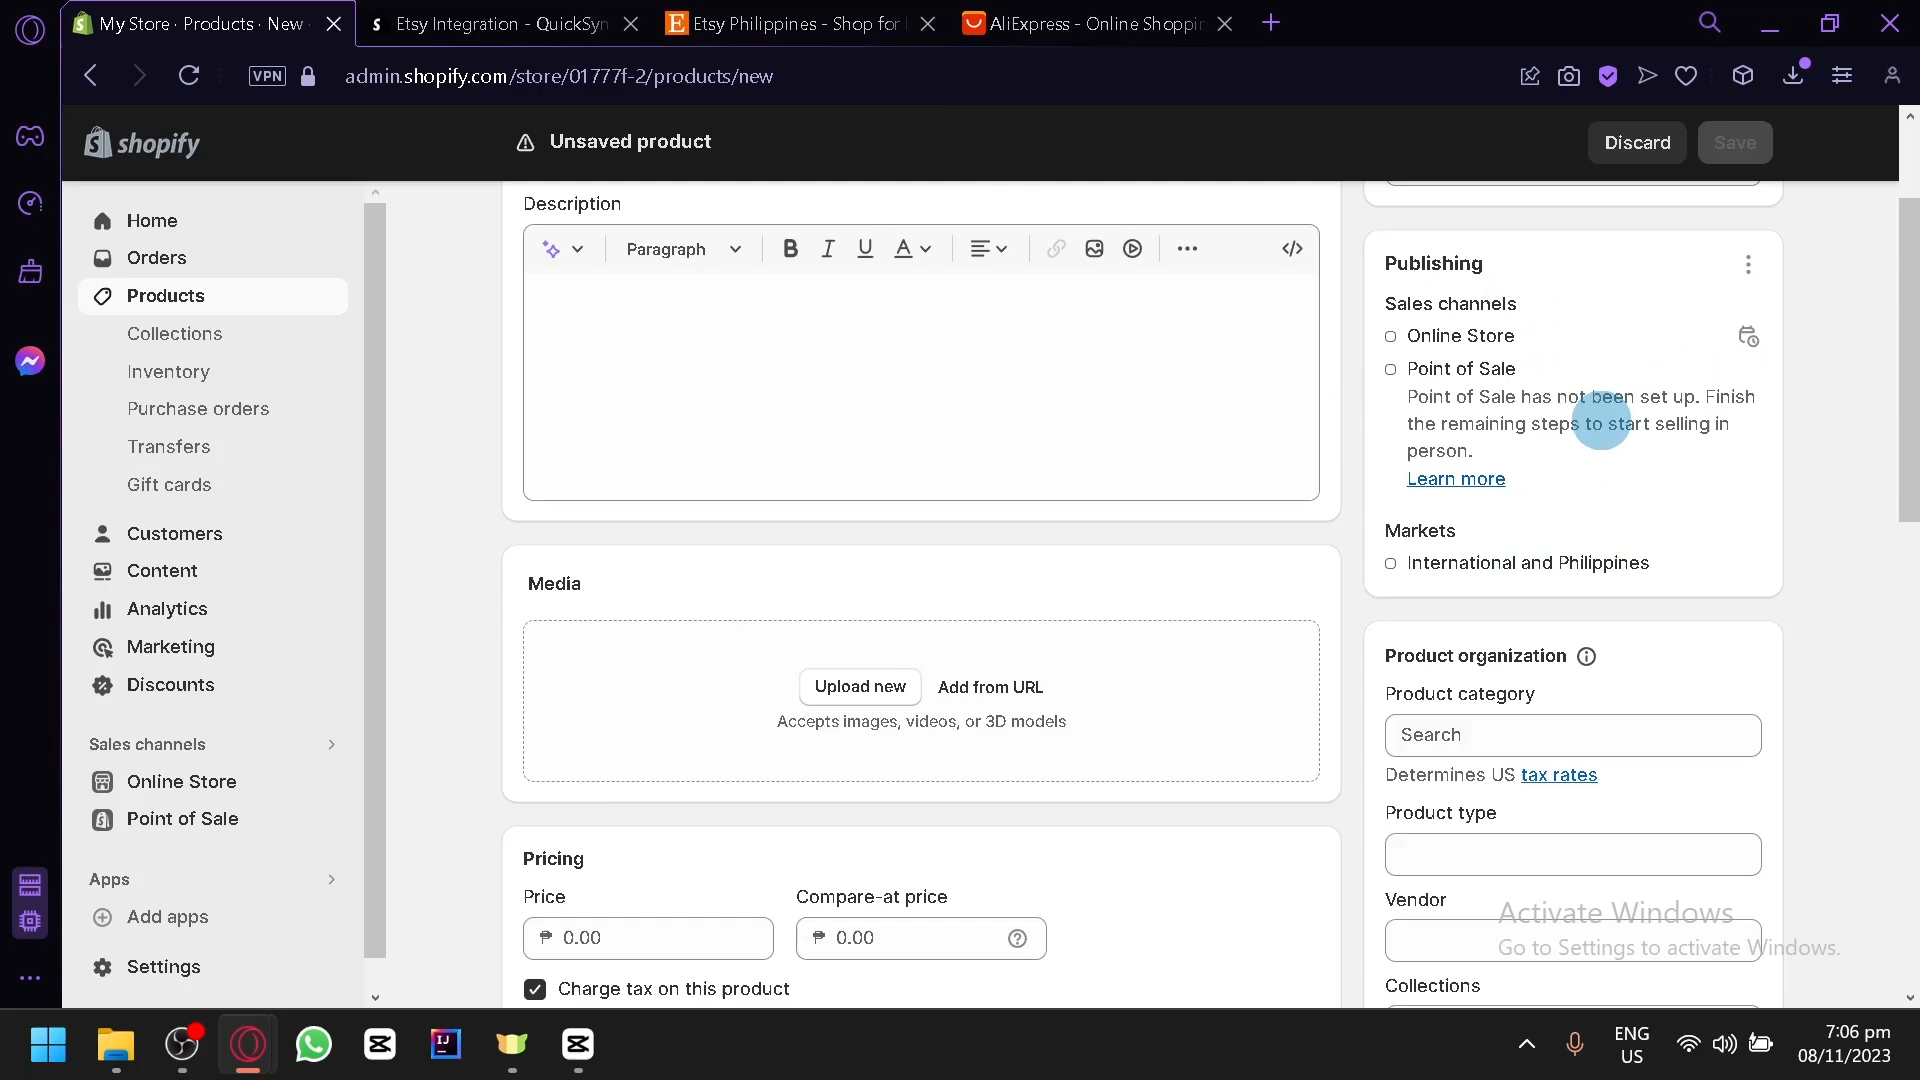 My Store · Products · New
Etsy Integration - QuickSyn
Etsy Philippines - Shop for
AliExpress - Online Shoppin
VPN
admin.shopify.com/store/01777f-2/products/new
shopify
Unsaved product
Discard
Save
Home
Orders
Products
Collections
Inventory
Purchase orders
Transfers
Gift cards
Customers
Content
Analytics
Marketing
Discounts
Sales channels
Online Store
Point of Sale
Apps
Add apps
Settings
Description
Paragraph
B I U A
Media
Upload new
Add from URL
Accepts images, videos, or 3D models
Pricing
Price
Compare-at price
₱ 0.00
₱ 0.00
Charge tax on this product
Publishing
Sales channels
Online Store
Point of Sale
Point of Sale has not been set up. Finish
the remaining steps to start selling in
person.
Learn more
Markets
International and Philippines
Product organization
Product category
Search
Determines US tax rates
Product type
Vendor
Collections
Activate Windows
Go to Settings to activate Windows.
ENG
US
7:06 pm
08/11/2023